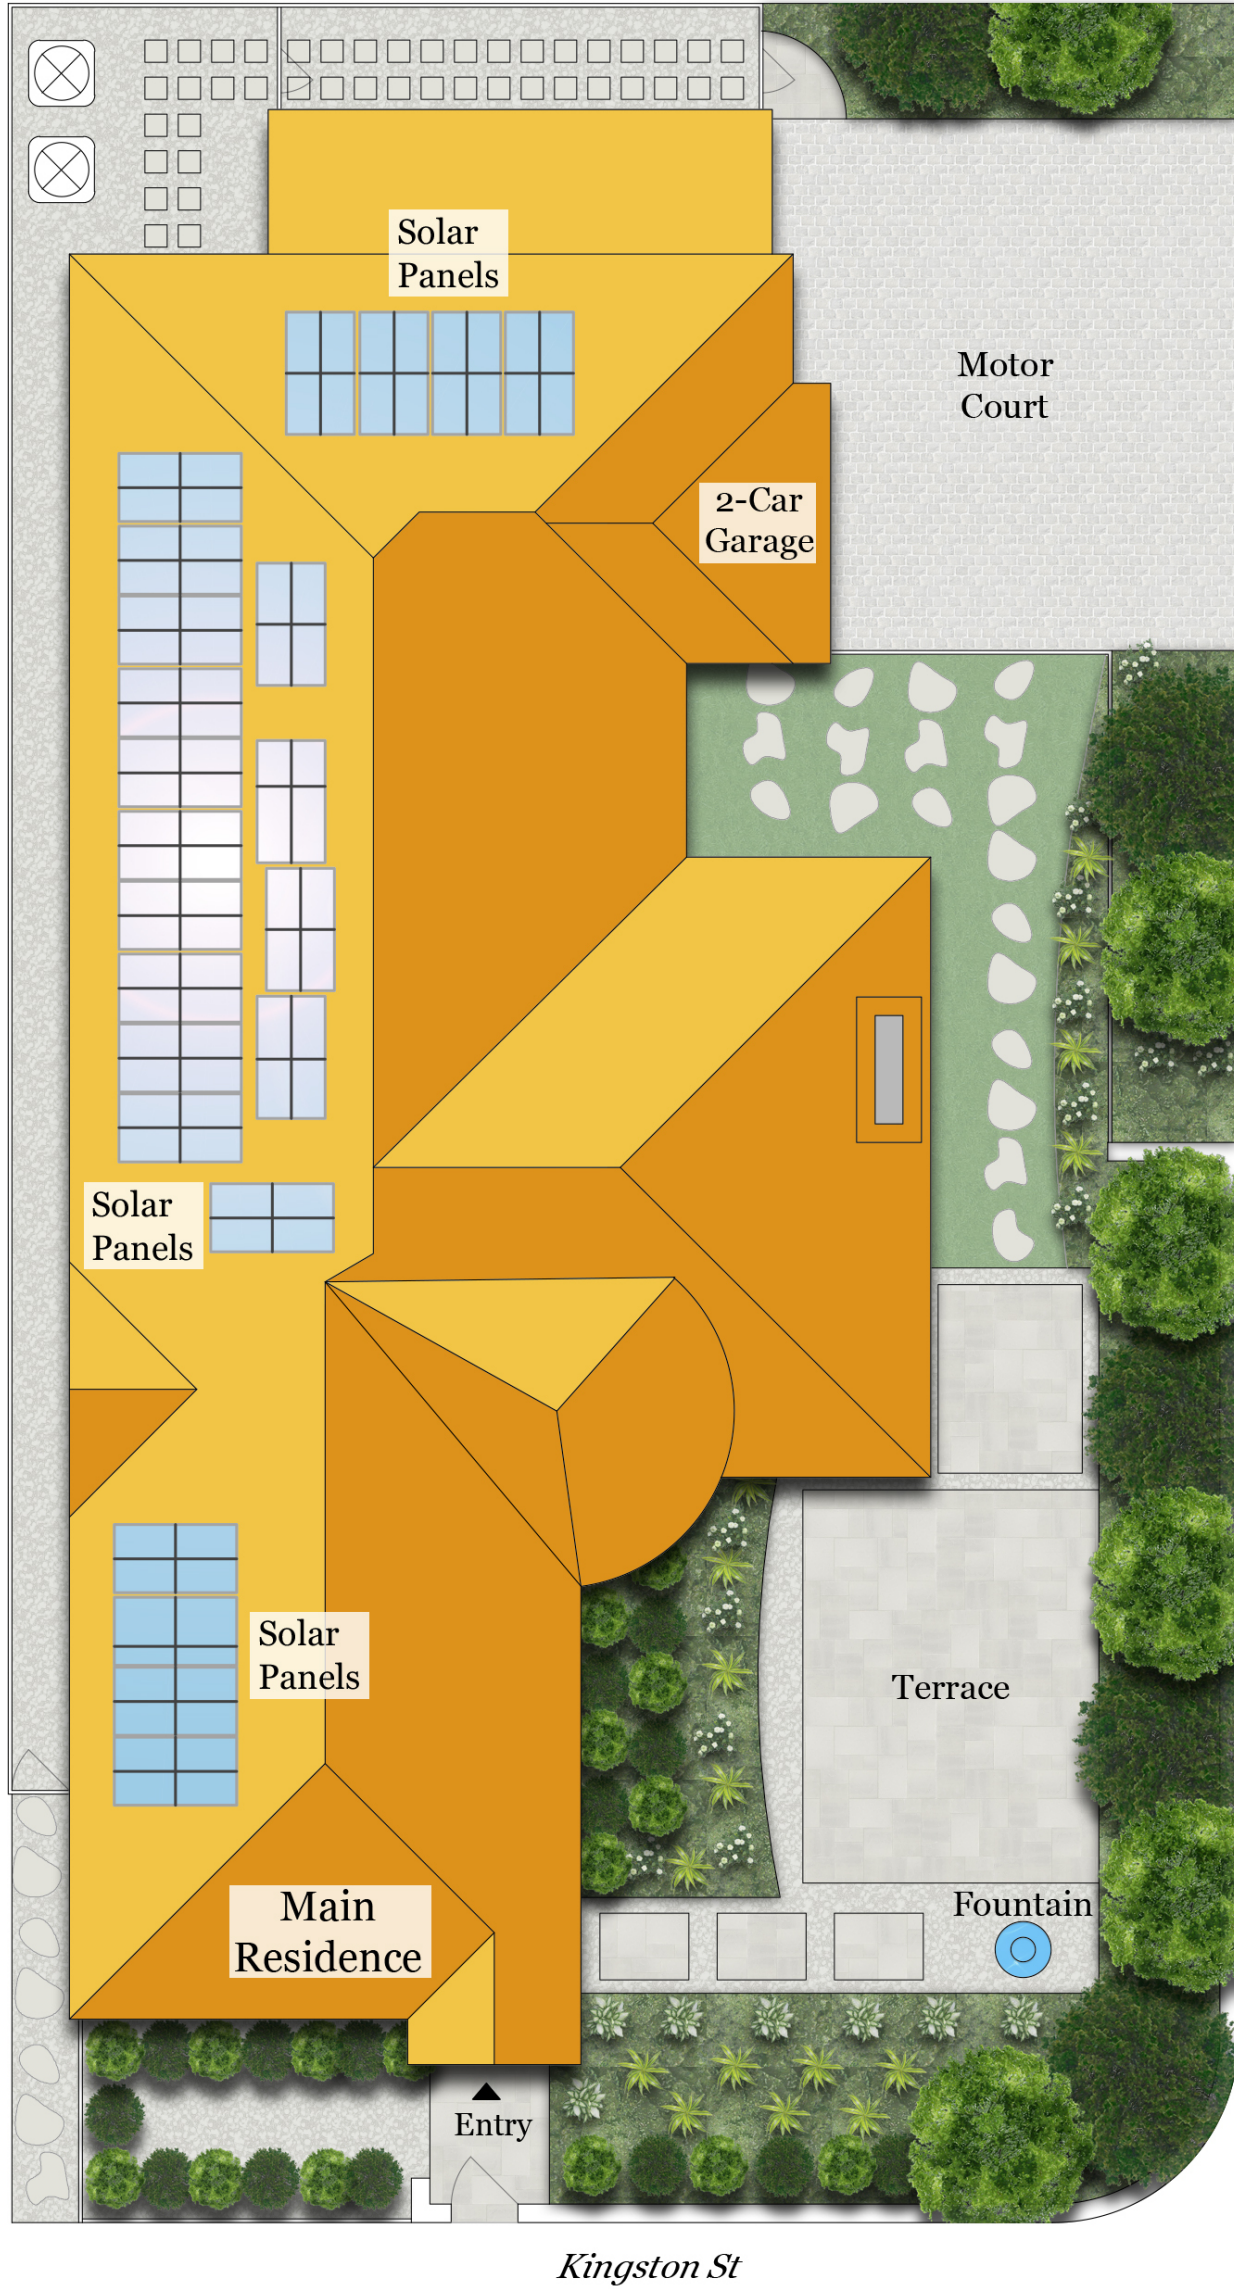 Solar
Panels
Motor
Court
2-Car
Garage
Solar
Panels
Solar
Panels
Terrace
Main
Residence
Fountain
Entry
Kingston St